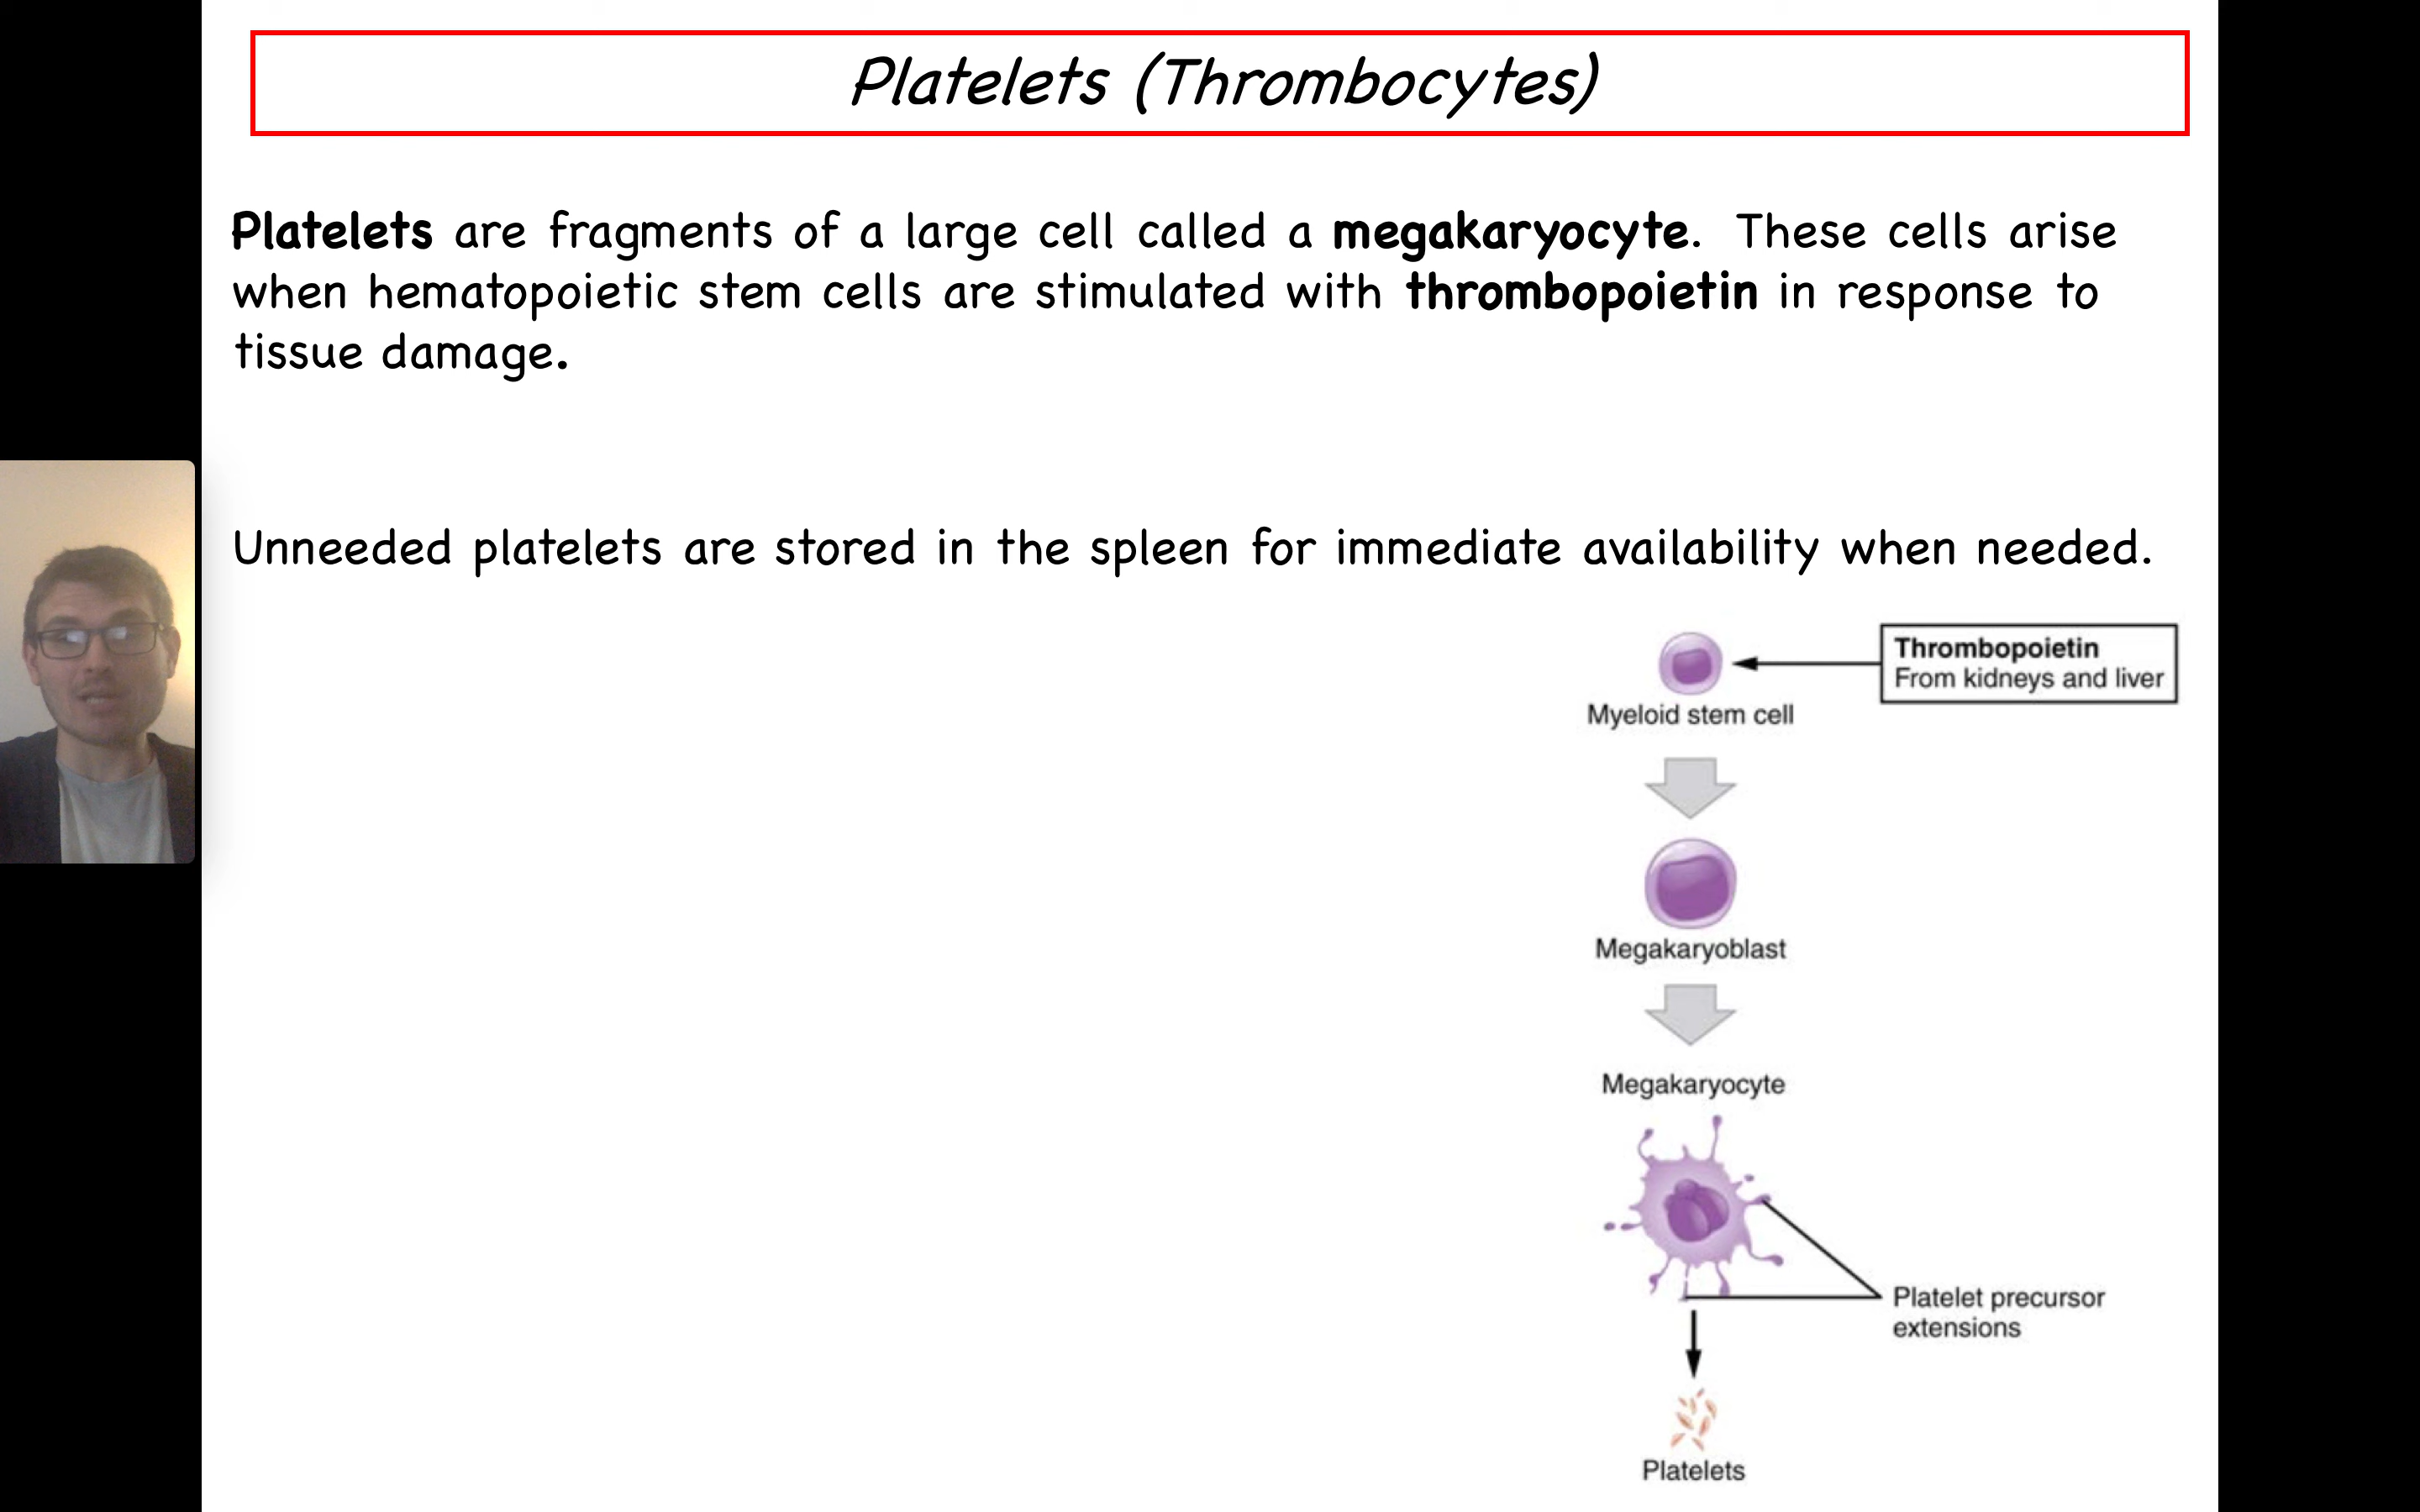 Platelets (Thrombocytes)
Platelets are fragments of a large cell called a megakaryocyte. These cells arise
when hematopoietic stem cells are stimulated with thrombopoietin in response to
tissue damage.
Unneeded platelets are stored in the spleen for immediate availability when needed.
Thrombopoietin
From kidneys and liver
Myeloid stem cell
Megakaryoblast
Megakaryocyte
Platelet precursor
extensions
Platelets